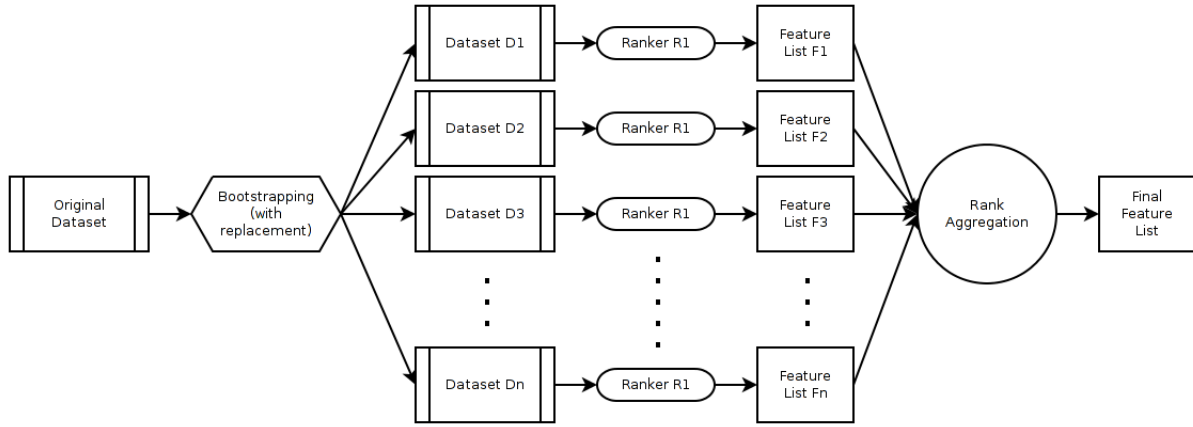 Original
Dataset
Bootstrapping
(with
replacement)
Dataset D1
Ranker R1
Feature
List F1
Dataset D2
Ranker R1
Feature
List F2
Dataset D3
Ranker R1
Feature
List F3
Dataset Dn
Ranker R1
Feature
List Fn
Rank
Aggregation
Final
Feature
List